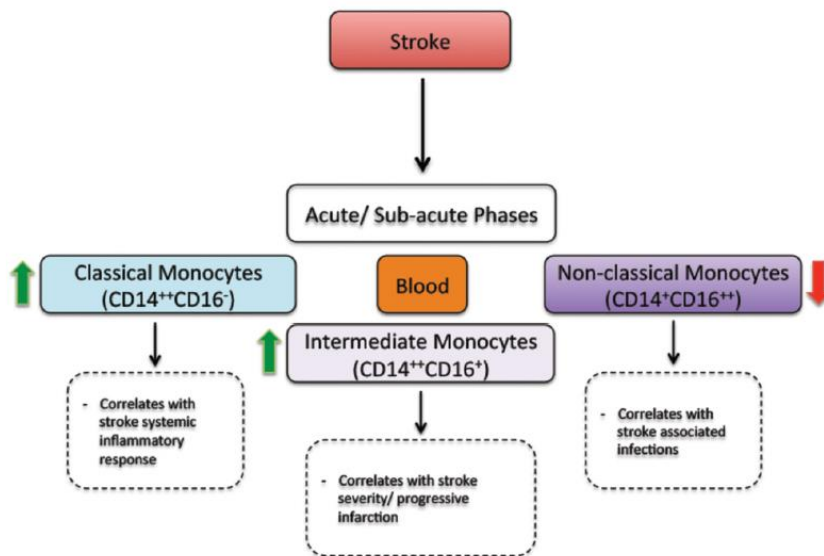 Stroke
Acute/ Sub-acute Phases
Classical Monocytes
(CD14⁺⁺CD16⁻)
Blood
Non-classical Monocytes
(CD14⁺CD16⁺⁺)
Intermediate Monocytes
(CD14⁺⁺CD16⁺)
- Correlates with
stroke systemic
inflammatory
response
- Correlates with stroke
severity/ progressive
infarction
- Correlates with
stroke associated
infections